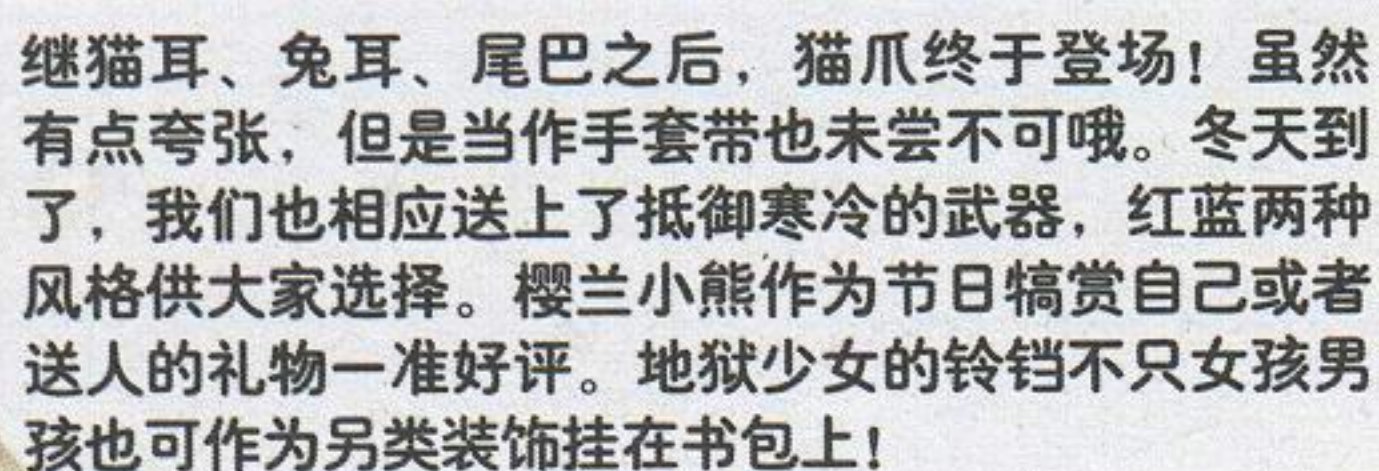 继猫耳、兔耳、尾巴之后，猫爪终于登场！虽然
有点夸张，但是当作手套带也未尝不可哦。冬天到
了，我们也相应送上了抵御寒冷的武器，红蓝两种
风格供大家选择。樱兰小熊作为节日犒赏自己或者
送人的礼物一准好评。地狱少女的铃铛不只女孩男
孩也可作为另类装饰挂在书包上！